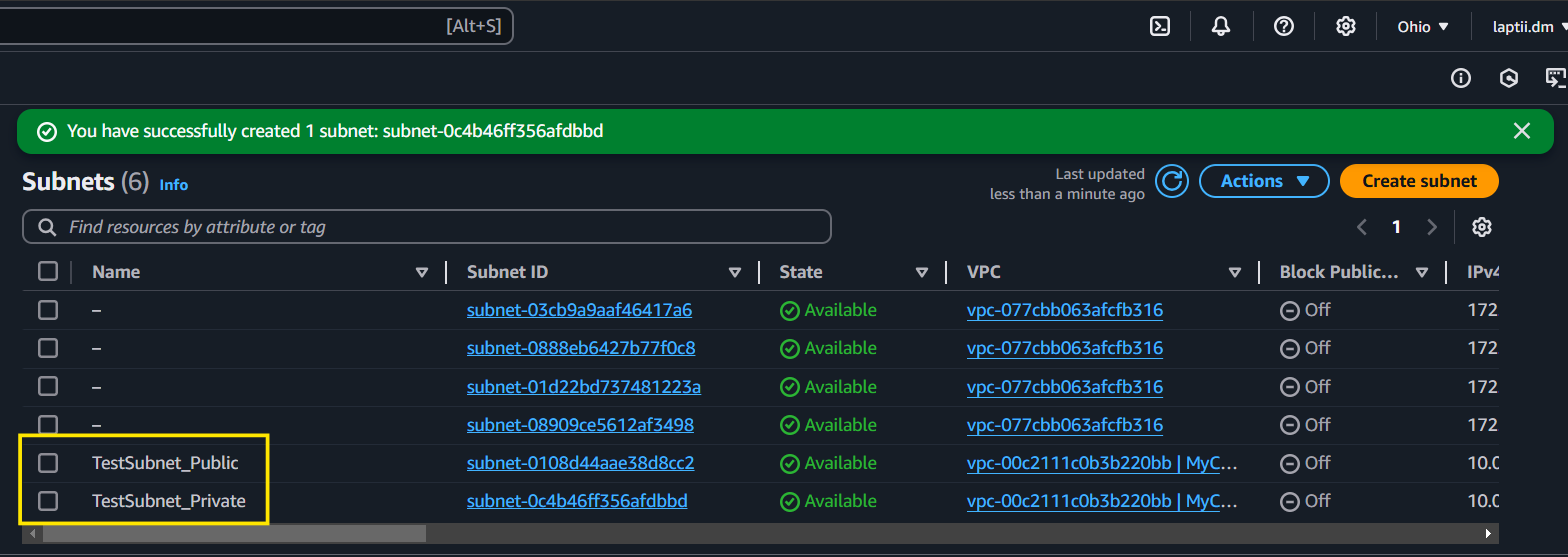 [Alt+S] Ohio laptii.dm
You have successfully created 1 subnet: subnet-0c4b46ff356afdbbd
Subnets (6) Info
Last updated
less than a minute ago
Actions
Create subnet
Find resources by attribute or tag
1
Name Subnet ID State VPC Block Public... IPv4
– subnet-03cb9a9aaf46417a6 Available vpc-077cbb063afcfb316 Off 172
– subnet-0888eb6427b77f0c8 Available vpc-077cbb063afcfb316 Off 172
– subnet-01d22bd737481223a Available vpc-077cbb063afcfb316 Off 172
– subnet-08909ce5612af3498 Available vpc-077cbb063afcfb316 Off 172
TestSubnet_Public subnet-0108d44aae38d8cc2 Available vpc-00c2111c0b3b220bb | MyC... Off 10.0
TestSubnet_Private subnet-0c4b46ff356afdbbd Available vpc-00c2111c0b3b220bb | MyC... Off 10.0